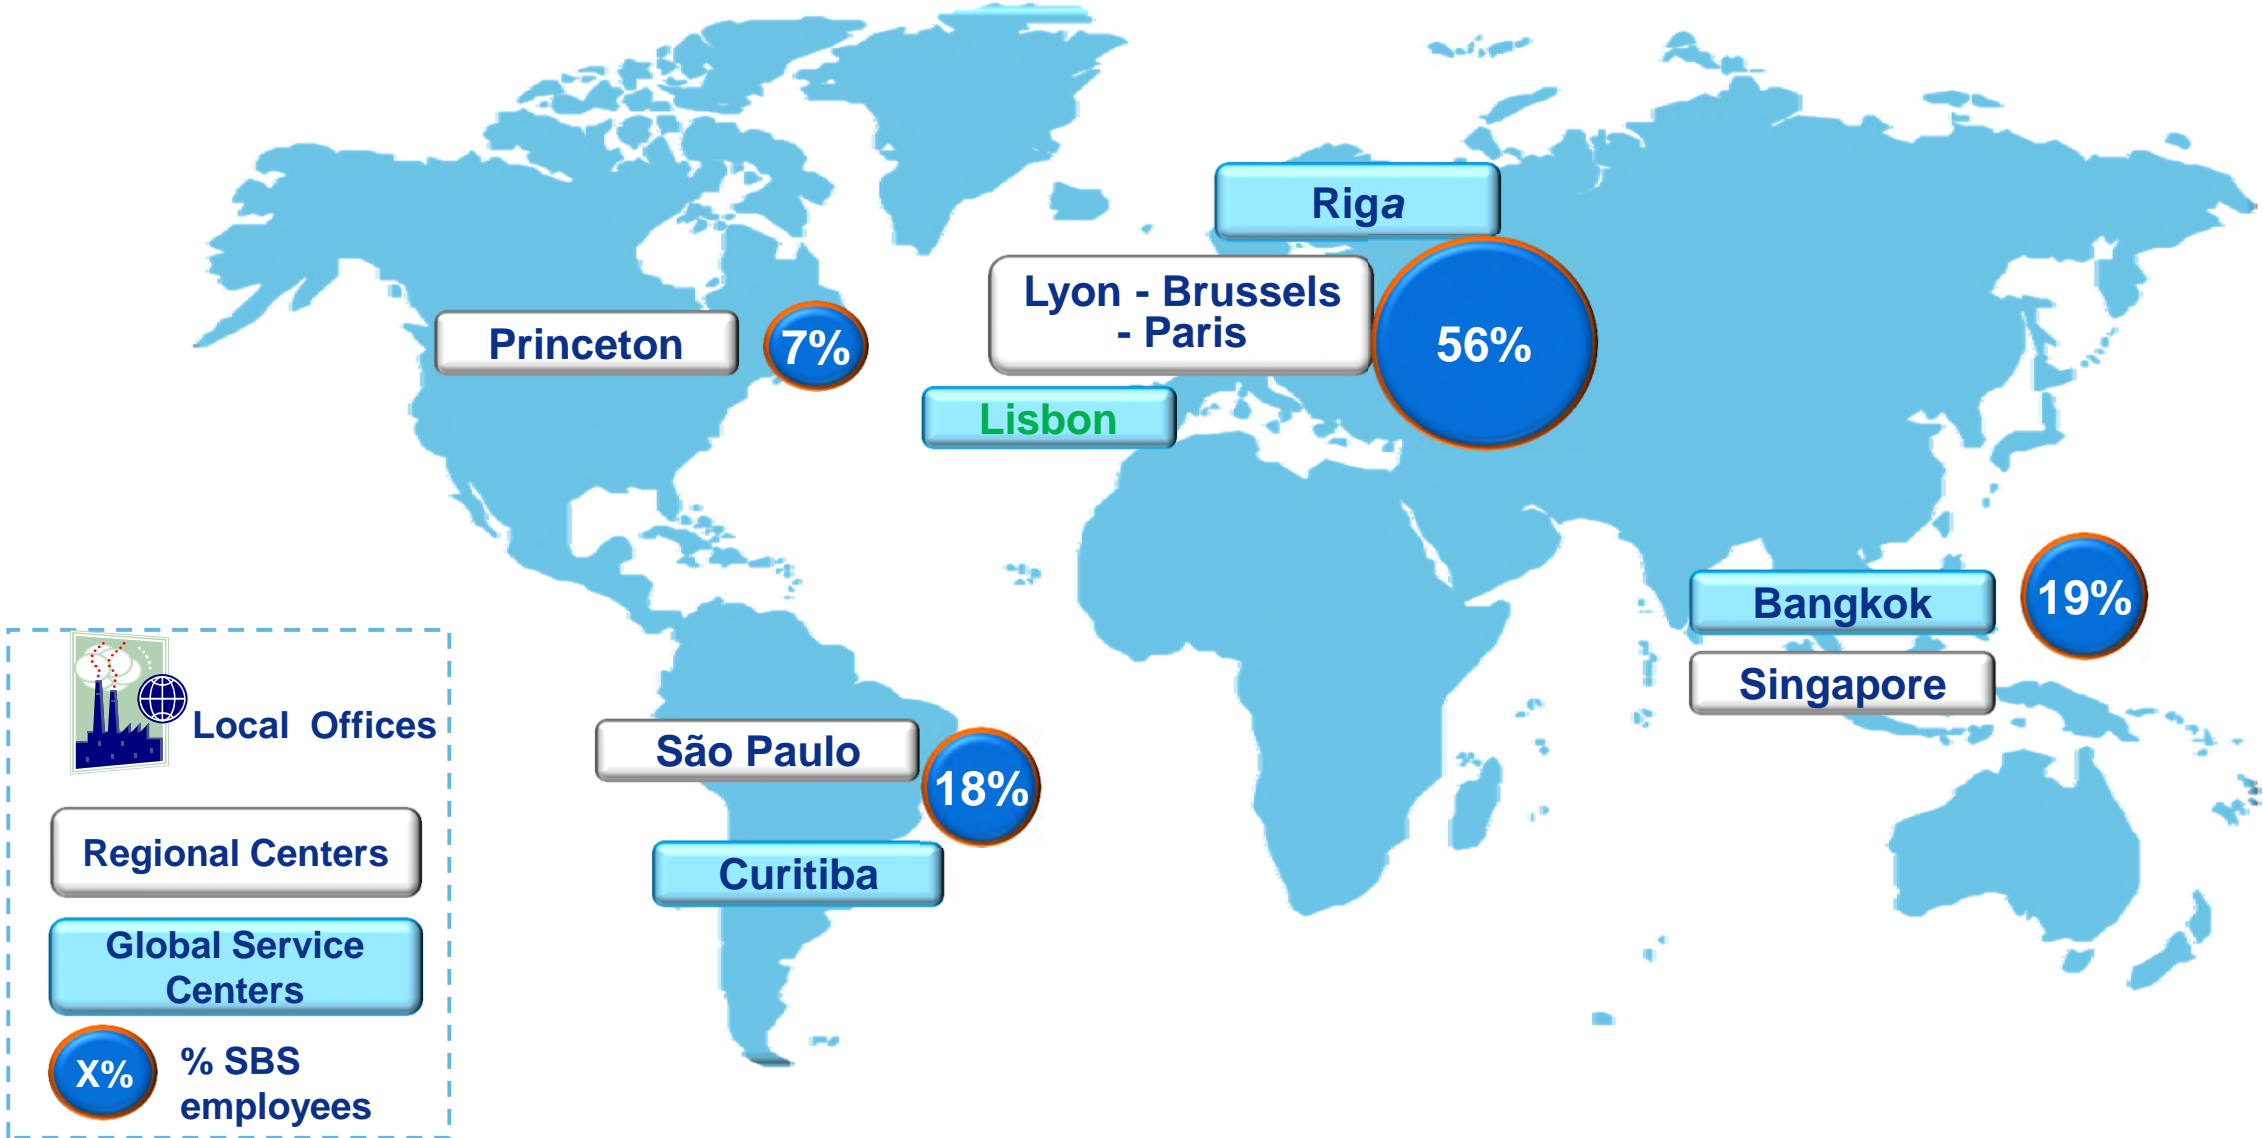 Riga
Lyon - Brussels
- Paris
56%
Princeton
7%
Lisbon
Bangkok
19%
Singapore
São Paulo
18%
Curitiba
Local Offices
Regional Centers
Global Service
Centers
X%
% SBS
employees